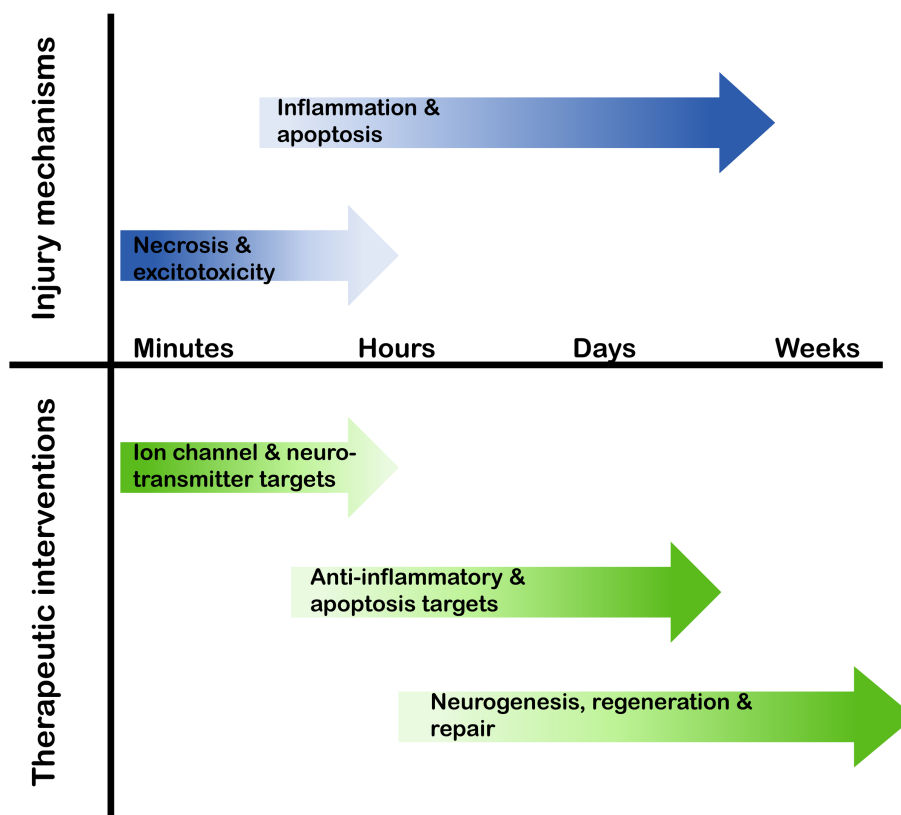 Injury mechanisms
Inflammation &
apoptosis
Necrosis &
excitotoxicity
Minutes Hours Days Weeks
Therapeutic interventions
Ion channel & neuro-
transmitter targets
Anti-inflammatory &
apoptosis targets
Neurogenesis, regeneration &
repair